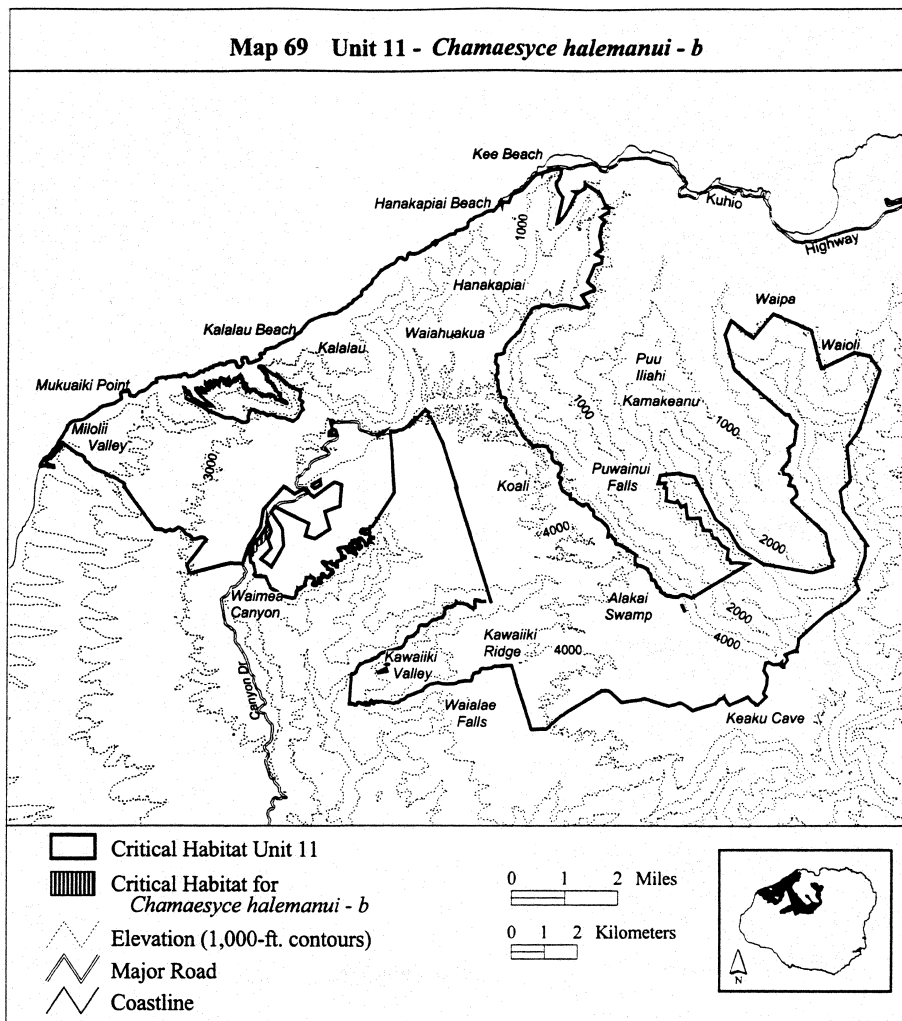 Map 69 Unit 11 - Chamaesyce halemanui - b
Kee Beach
Hanakapiai Beach
Kuhio
Highway
1000
Hanakapiai
Waipa
Kalalau Beach
Waiahuakua
Waioli
Kalalau
Puu
Iliahi
Mukuaiki Point
Kamakeanu
1000
1000
Milolii
Valley
3000
Puwainui
Falls
Koali
4000
2000
Waimea
Canyon
Alakai
Swamp
2000
4000
Kawaiiki
Ridge
4000
Kawaiiki
Valley
Canyon Dr
Waialae
Falls
Keaku Cave
Critical Habitat Unit 11
Critical Habitat for
Chamaesyce halemanui - b
Elevation (1,000-ft. contours)
Major Road
Coastline
0 1 2 Miles
0 1 2 Kilometers
N